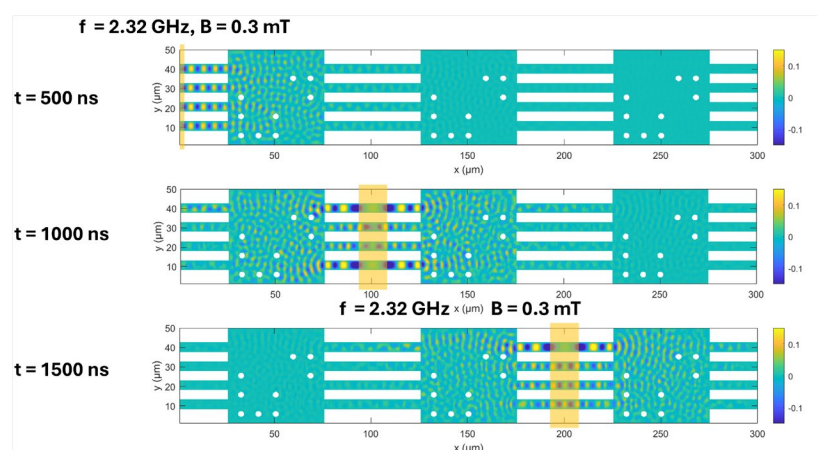 f = 2.32 GHz, B = 0.3 mT
t = 500 ns
50
40
30
20
10
y (μm)
50 100 150 200 250 300
x (μm)
0.1
0
-0.1
t = 1000 ns
50
40
30
20
10
y (μm)
50 100 150 200 250 300
x (μm)
0.1
0
-0.1
f = 2.32 GHz B = 0.3 mT
t = 1500 ns
50
40
30
20
10
y (μm)
50 100 150 200 250 300
x (μm)
0.1
0
-0.1